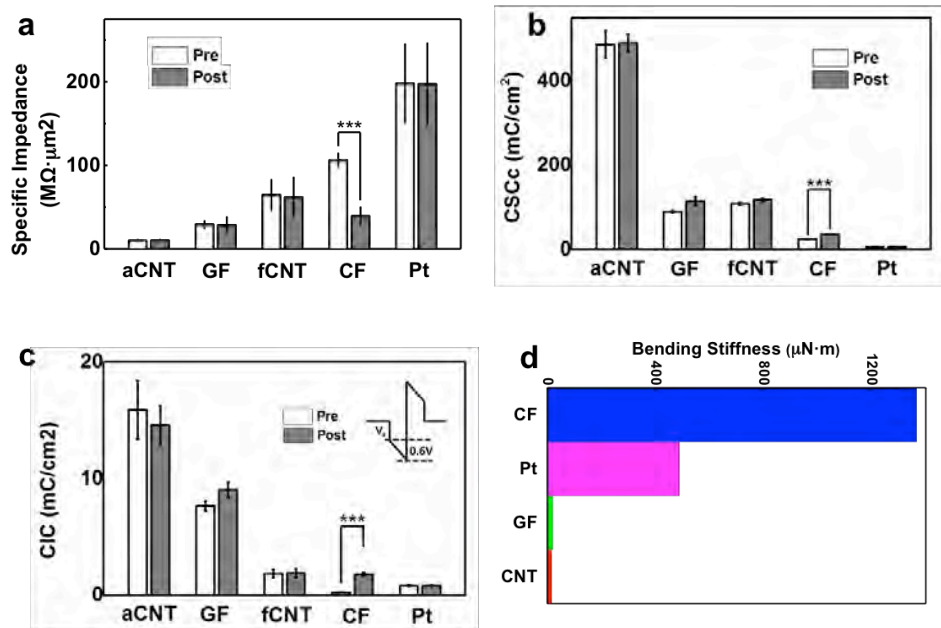 a
Specific Impedance
(MΩ·μm2)
200
100
0
Pre
Post
***
aCNT GF fCNT CF Pt
b
CSCc (mC/cm²)
400
200
0
Pre
Post
***
aCNT GF fCNT CF Pt
c
CIC (mC/cm2)
20
10
0
Pre
Post
0.6V
***
aCNT GF fCNT CF Pt
d
Bending Stiffness (μN·m)
0 400 800 1200
CF
Pt
GF
CNT